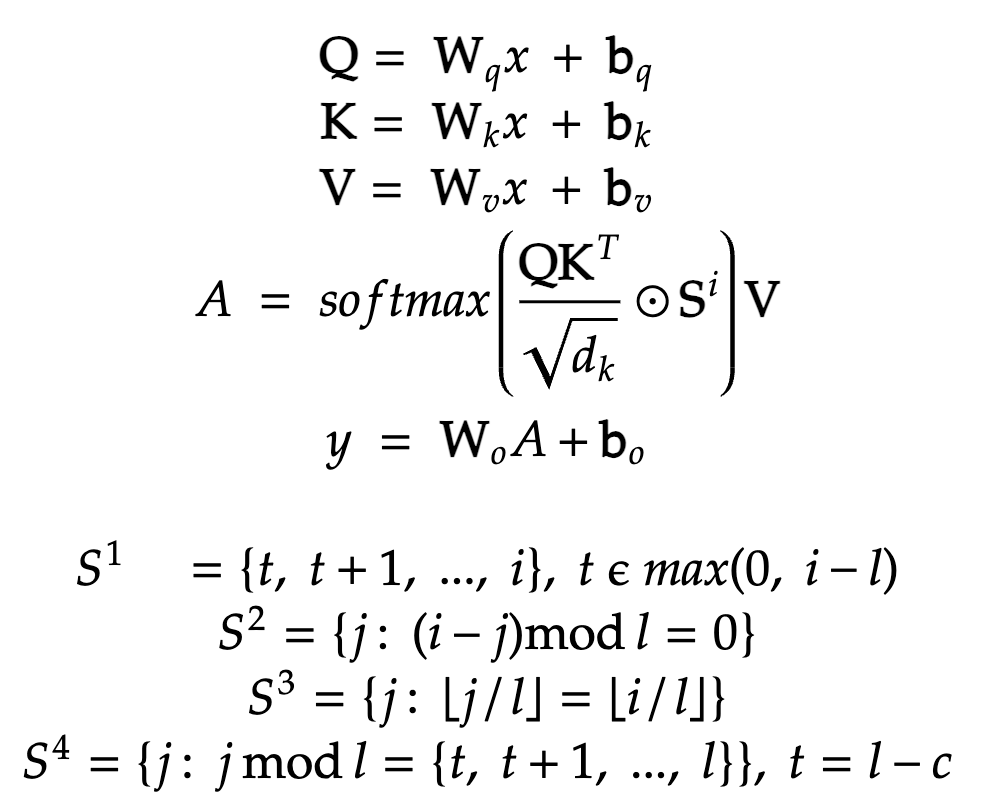 Q = W_q x + b_q
K = W_k x + b_k
V = W_v x + b_v
A = softmax(QK^T / √d_k ⊙ S^i) V
y = W_o A + b_o
S^1 = {t, t + 1, ..., i}, t ϵ max(0, i − l)
S^2 = {j : (i − j) mod l = 0}
S^3 = {j : ⌊j / l⌋ = ⌊i / l⌋}
S^4 = {j : j mod l = {t, t + 1, ..., l}}, t = l − c